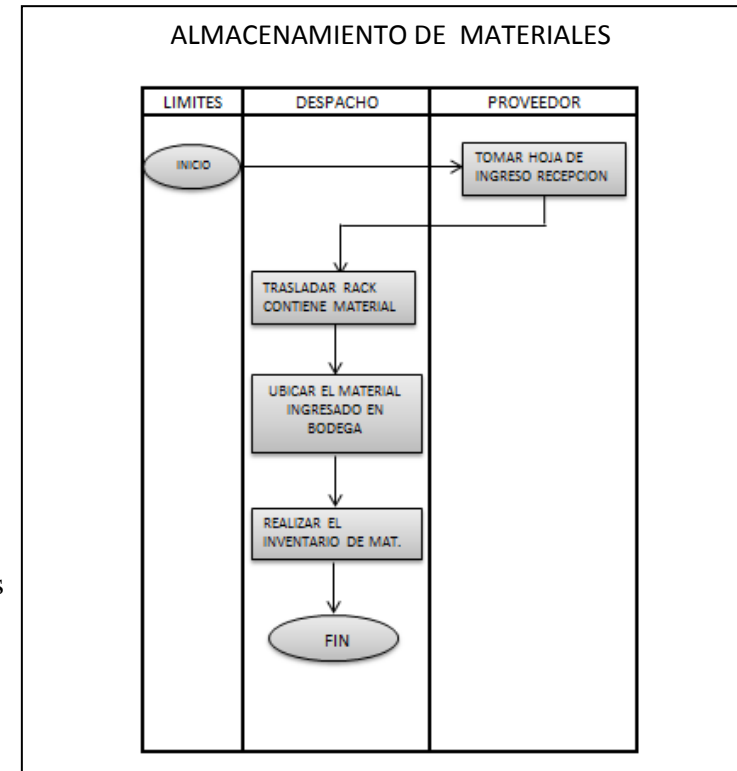 ALMACENAMIENTO DE MATERIALES
LIMITES DESPACHO PROVEEDOR
INICIO
TOMAR HOJA DE
INGRESO RECEPCION
TRASLADAR RACK
CONTIENE MATERIAL
UBICAR EL MATERIAL
INGRESADO EN
BODEGA
REALIZAR EL
INVENTARIO DE MAT.
s
FIN